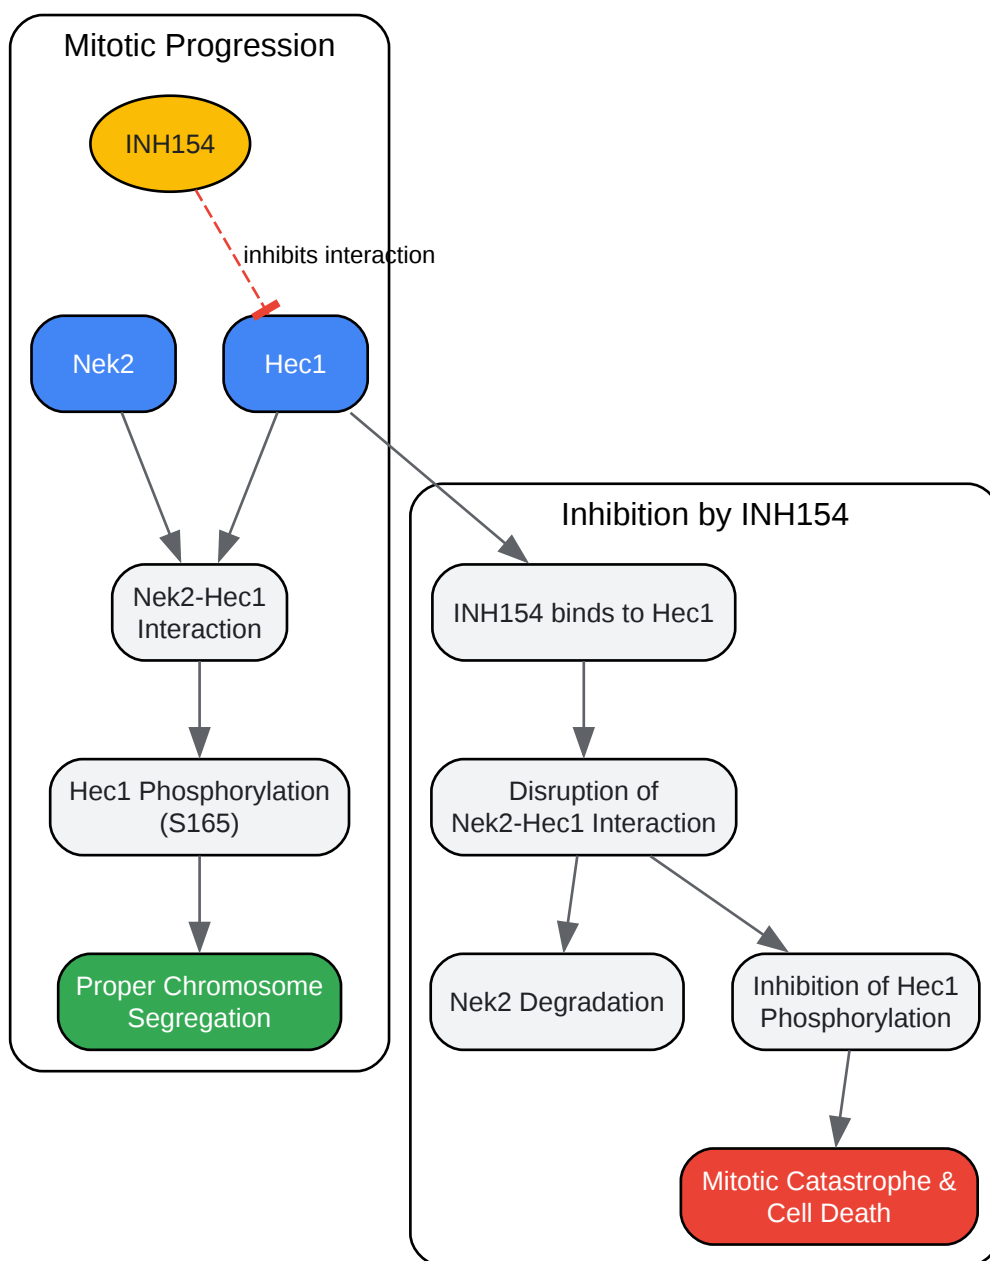 Mitotic Progression
INH154
inhibits interaction
Nek2
Hec1
Nek2-Hec1
Interaction
Hec1 Phosphorylation
(S165)
Proper Chromosome
Segregation
Inhibition by INH154
INH154 binds to Hec1
Disruption of
Nek2-Hec1 Interaction
Nek2 Degradation
Inhibition of Hec1
Phosphorylation
Mitotic Catastrophe &
Cell Death